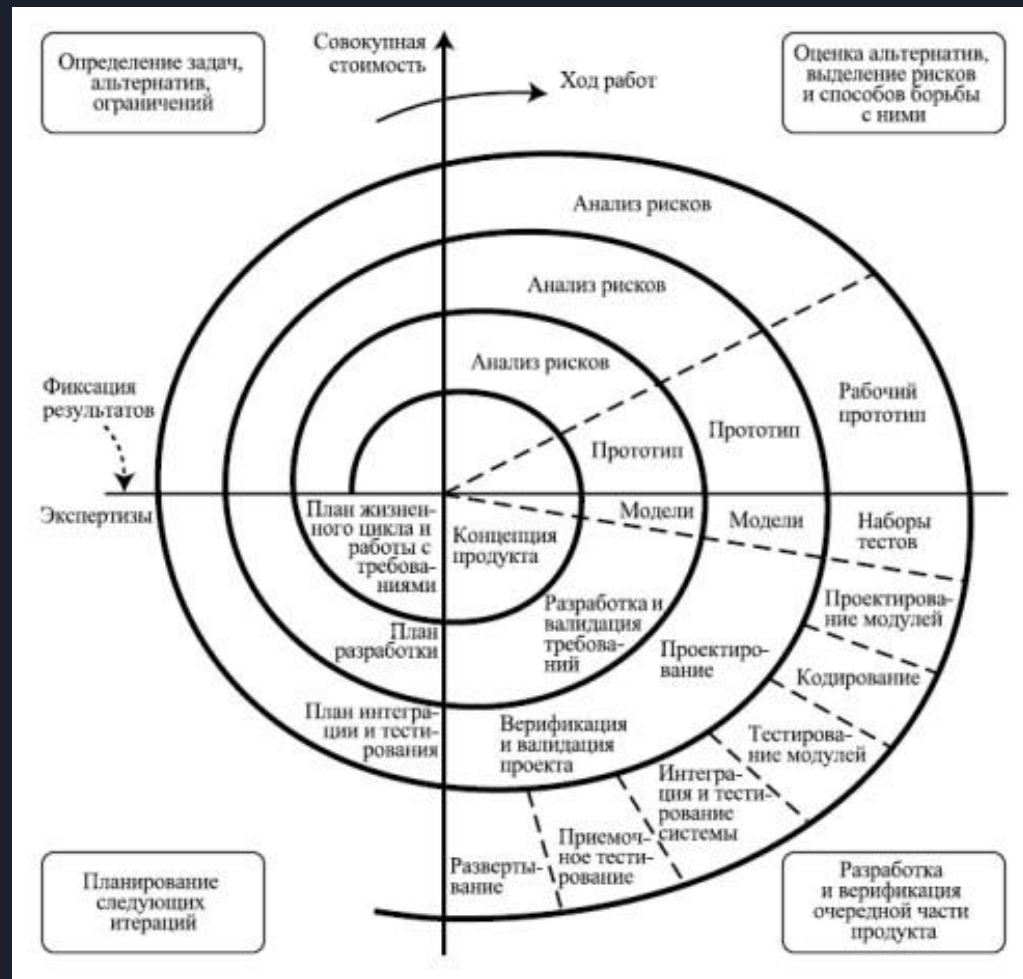 Определение задач,
альтернатив,
ограничений
Совокупная
стоимость
Ход работ
Оценка альтернатив,
выделение рисков
и способов борьбы
с ними
Анализ рисков
Анализ рисков
Анализ рисков
Фиксация
результатов
Рабочий
прототип
Прототип
Прототип
Экспертизы
План жизнен-
ного цикла и
работы с
требова-
ниями
Концепция
продукта
Модели
Модели
Наборы
тестов
Разработка и
валидация
требова-
ний
Проектирова-
ние модулей
План
разработки
Проектиро-
вание
Кодирование
План интегра-
ции и тести-
рования
Верификация
и валидация
проекта
Тестирова-
ние модулей
Интегра-
ция и тести-
рование
системы
Приемоч-
ное тести-
рование
Разверты-
вание
Планирование
следующих
итераций
Разработка
и верификация
очередной части
продукта